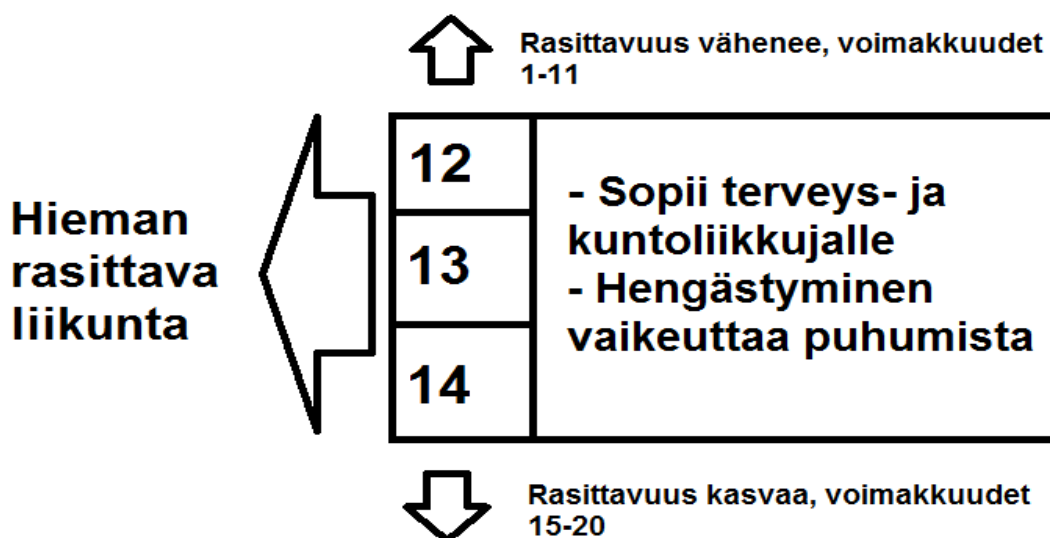 Rasittavuus vähenee, voimakkuudet
1-11
Hieman
rasittava
liikunta
12
13
14
- Sopii terveys- ja
kuntoliikkujalle
- Hengästyminen
vaikeuttaa puhumista
Rasittavuus kasvaa, voimakkuudet
15-20